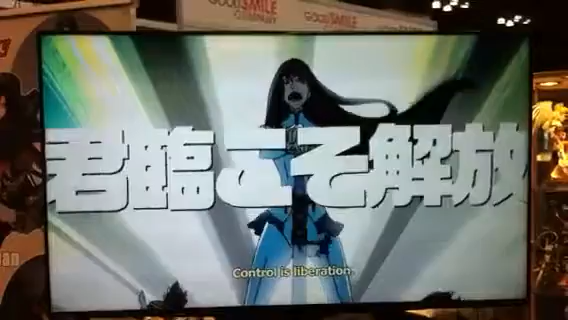 GOOD SMILE
COMPANY
GOOD SMILE
君臨こそ解放
Control is liberation.